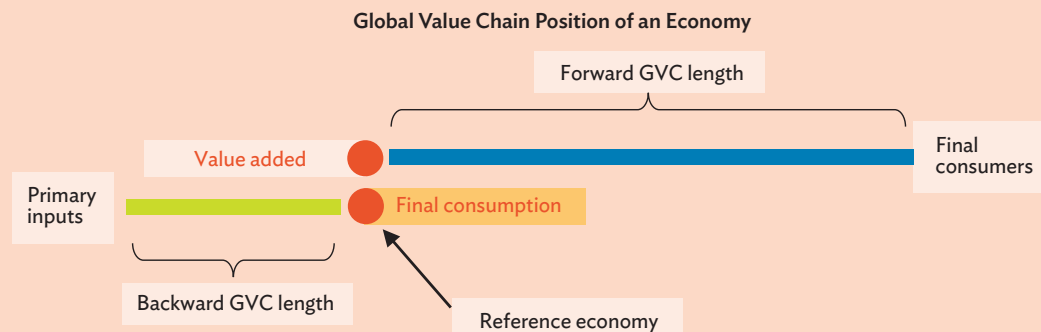 Global Value Chain Position of an Economy
Forward GVC length
Value added
Final
consumers
Primary
inputs
Final consumption
Backward GVC length
Reference economy